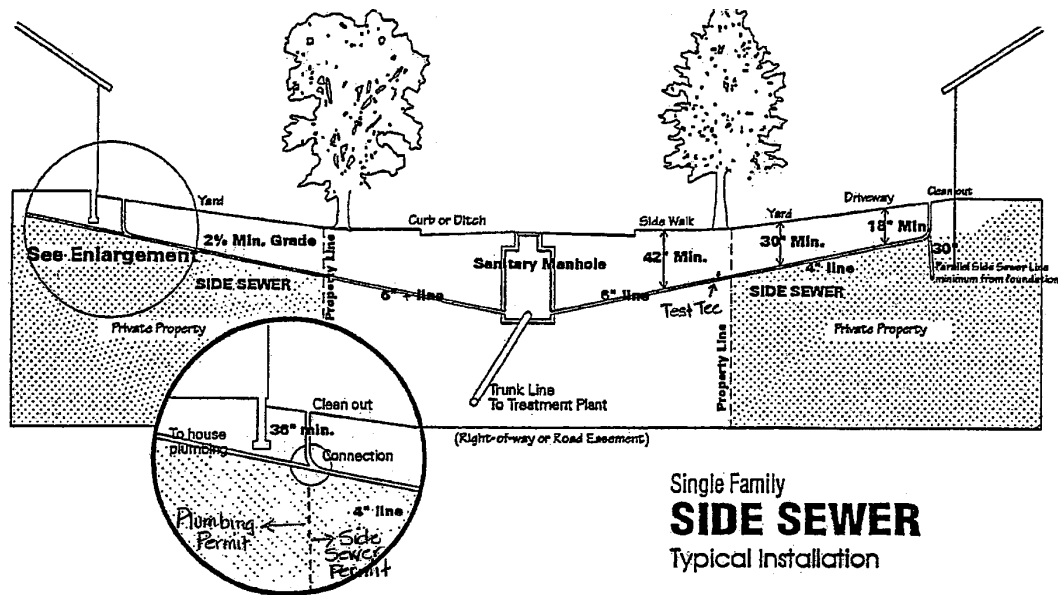 Yard
Curb or Ditch
Side Walk
Yard
Driveway
Clean out
2% Min. Grade
Property Line
Sanitary Manhole
42" Min.
30" Min.
18" Min.
See Enlargement
SIDE SEWER
6" + line
6" line
Test Tee
4" line
SIDE SEWER
30"
Parallel Side Sewer Line
minimum from foundation
Private Property
Private Property
Property Line
Trunk Line
To Treatment Plant
(Right-of-way or Road Easement)
Clean out
36" min.
To house
plumbing
Connection
4" line
Plumbing
Permit
Side
Sewer
Permit
Single Family
SIDE SEWER
Typical Installation